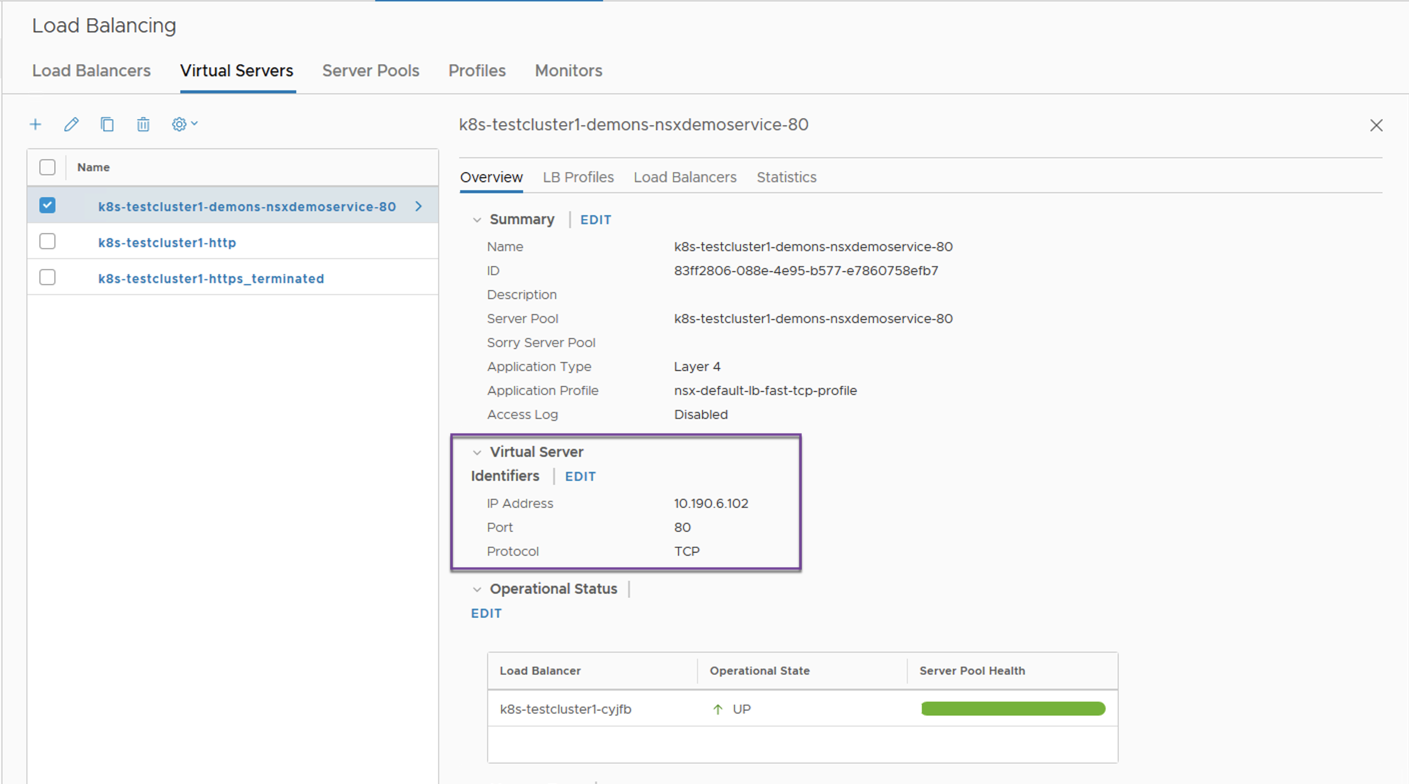 Load Balancing
Load Balancers Virtual Servers Server Pools Profiles Monitors
k8s-testcluster1-demons-nsxdemoservice-80
Name
k8s-testcluster1-demons-nsxdemoservice-80
k8s-testcluster1-http
k8s-testcluster1-https_terminated
Overview LB Profiles Load Balancers Statistics
Summary EDIT
Name k8s-testcluster1-demons-nsxdemoservice-80
ID 83ff2806-088e-4e95-b577-e7860758efb7
Description
Server Pool k8s-testcluster1-demons-nsxdemoservice-80
Sorry Server Pool
Application Type Layer 4
Application Profile nsx-default-lb-fast-tcp-profile
Access Log Disabled
Virtual Server
Identifiers EDIT
IP Address 10.190.6.102
Port 80
Protocol TCP
Operational Status
EDIT
Load Balancer Operational State Server Pool Health
k8s-testcluster1-cyjfb UP